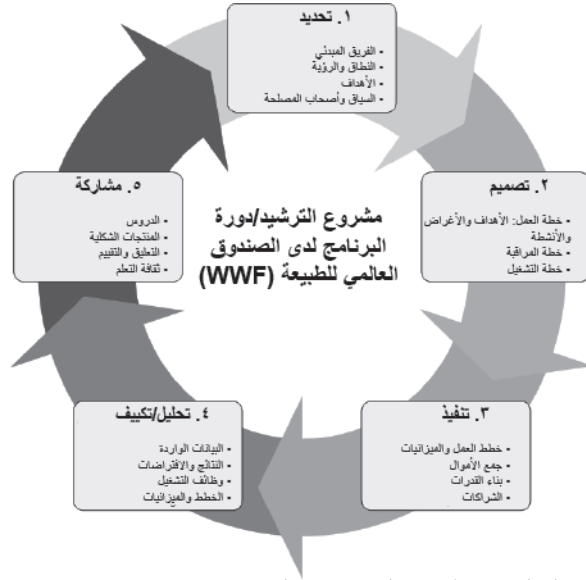 ١. تحديد
- الفريق المبدئي
- النطاق والرؤية
- الأهداف
- السياق وأصحاب المصلحة
٢. تصميم
- خطة العمل: الأهداف والأغراض
والأنشطة
- خطة المراقبة
- خطة التشغيل
٣. تنفيذ
- خطط العمل والميزانيات
- جمع الأموال
- بناء القدرات
- الشراكات
٤. تحليل/تكييف
- البيانات الواردة
- النتائج والافتراضات
- وظائف التشغيل
- الخطط والميزانيات
٥. مشاركة
- الدروس
- المنتجات الشكلية
- التعليق والتقييم
- ثقافة التعلم
مشروع الترشيد/دورة
البرنامج لدى الصندوق
العالمي للطبيعة (WWF)